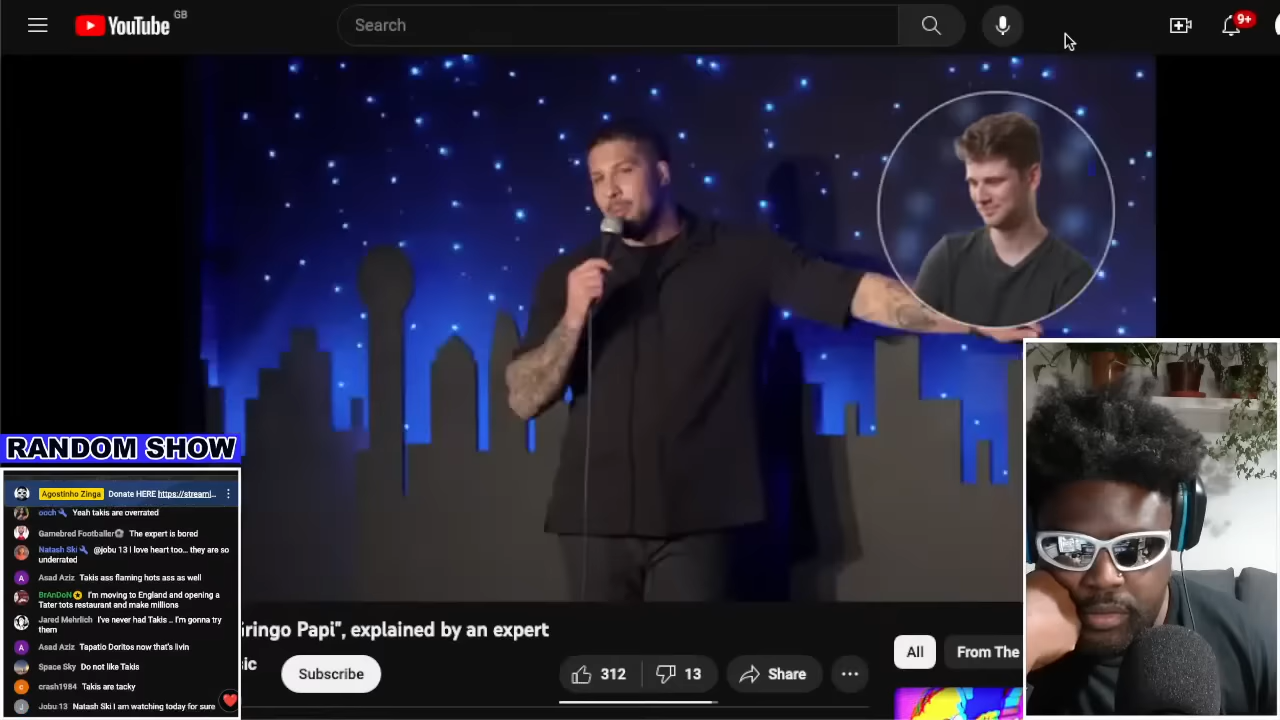 YouTube GB
Search
9+
RANDOM SHOW
Agostinho Zinga Donate HERE https://streaml...
ooch Yeah takis are overrated
Gamebred Footballer The expert is bored
Natash Ski @jobu 13 I love heart too... they are so
underrated
Asad Aziz Takis ass flaming hots ass as well
BrAnDoN I'm moving to England and opening a
Tater tots restaurant and make millions
Jared Mehrlich I've never had Takis .. I'm gonna try
them
Asad Aziz Tapatio Doritos now that's livin
Space Sky Do not like Takis
crash1984 Takis are tacky
Jobu 13 Natash Ski I am watching today for sure
Gringo Papi", explained by an expert
sic
Subscribe
312
13
Share
All
From The